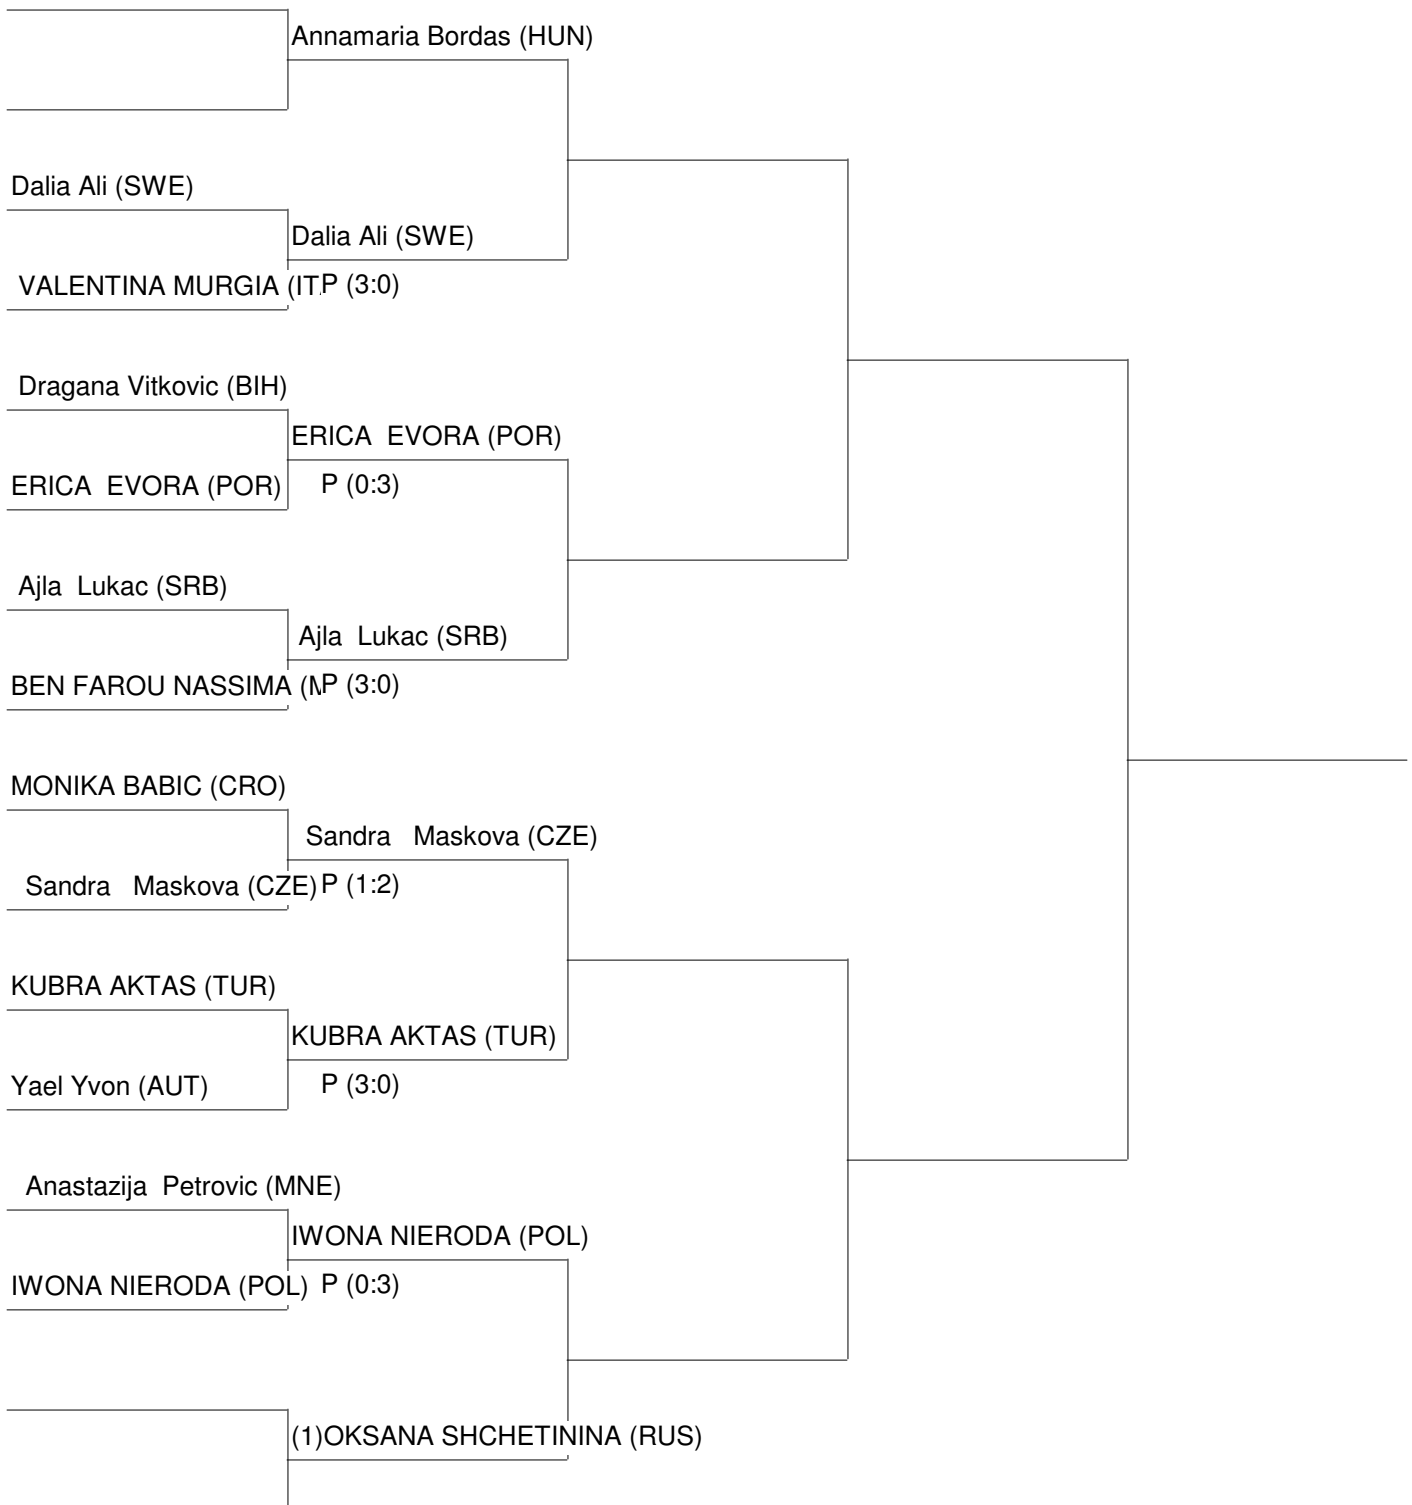 Annamaria Bordas (HUN)
Dalia Ali (SWE)
Dalia Ali (SWE)
VALENTINA MURGIA (IT
P (3:0)
Dragana Vitkovic (BIH)
ERICA EVORA (POR)
ERICA EVORA (POR)
P (0:3)
Ajla Lukac (SRB)
Ajla Lukac (SRB)
BEN FAROU NASSIMA (M
P (3:0)
MONIKA BABIC (CRO)
Sandra Maskova (CZE)
Sandra Maskova (CZE)
P (1:2)
KUBRA AKTAS (TUR)
KUBRA AKTAS (TUR)
Yael Yvon (AUT)
P (3:0)
Anastazija Petrovic (MNE)
IWONA NIERODA (POL)
IWONA NIERODA (POL)
P (0:3)
(1)OKSANA SHCHETININA (RUS)